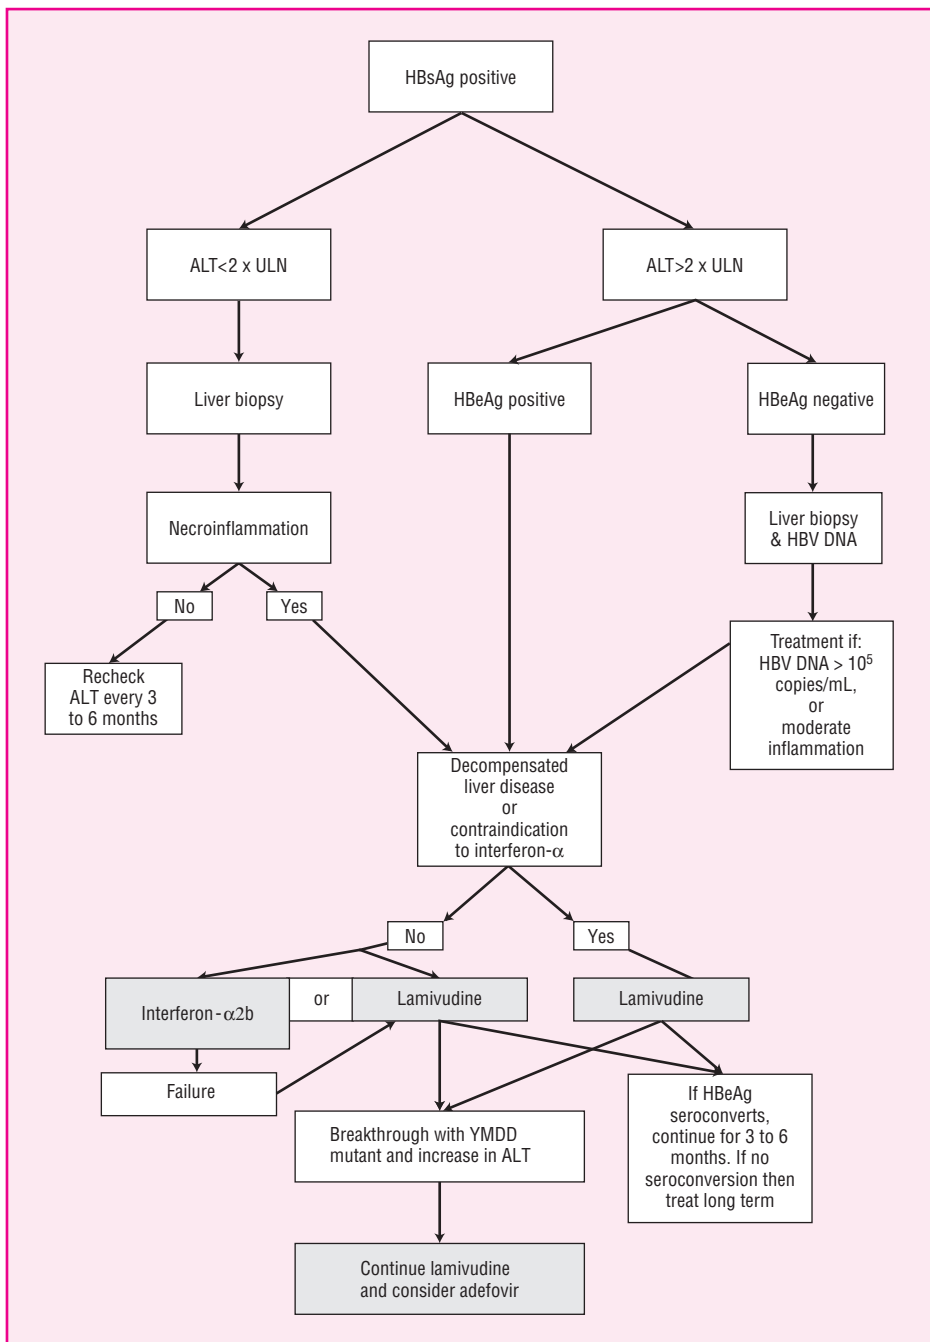 HBsAg positive
ALT<2 x ULN
ALT>2 x ULN
Liver biopsy
HBeAg positive
HBeAg negative
Necroinflammation
Liver biopsy
& HBV DNA
No
Yes
Recheck
ALT every 3
to 6 months
Treatment if:
HBV DNA > 10⁵
copies/mL,
or
moderate
inflammation
Decompensated
liver disease
or
contraindication
to interferon-α
No
Yes
Interferon-α2b
or
Lamivudine
Lamivudine
Failure
Breakthrough with YMDD
mutant and increase in ALT
If HBeAg
seroconverts,
continue for 3 to 6
months. If no
seroconversion then
treat long term
Continue lamivudine
and consider adefovir